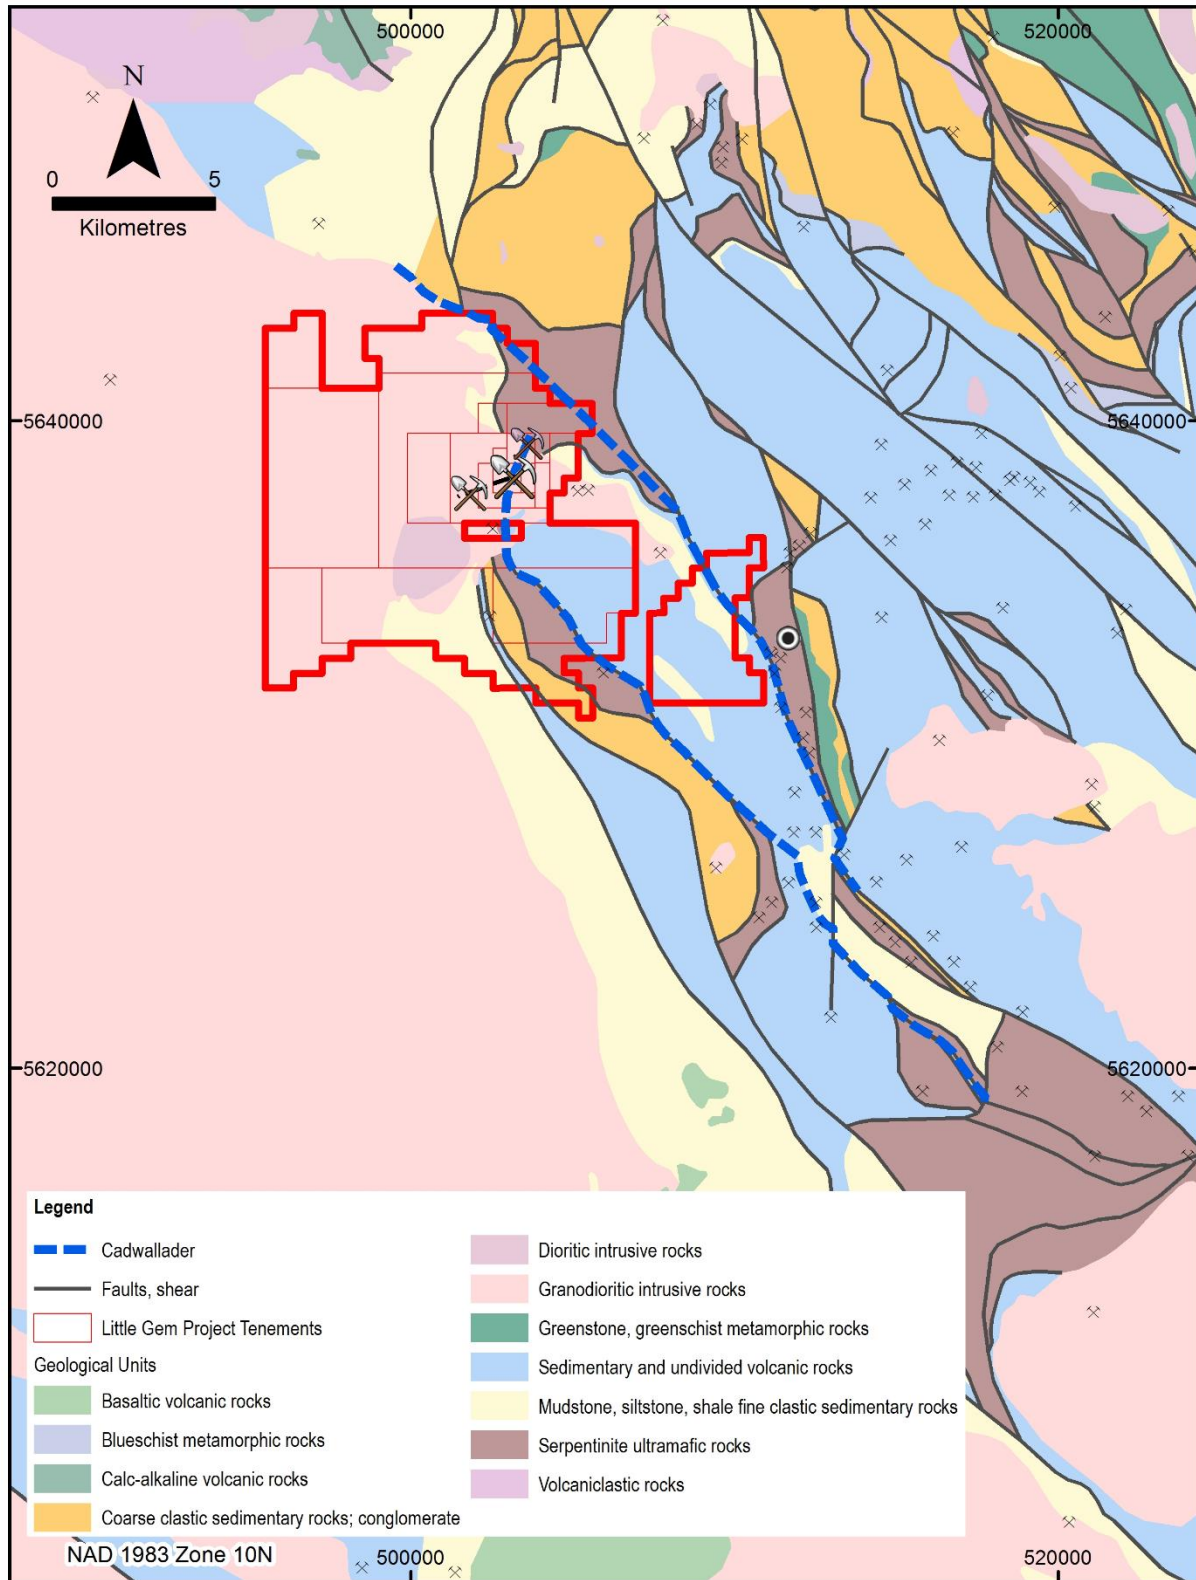 500000
520000
N
0 5
Kilometres
5640000
5640000
5620000
5620000
Legend
Cadwallader
Faults, shear
Little Gem Project Tenements
Geological Units
Basaltic volcanic rocks
Blueschist metamorphic rocks
Calc-alkaline volcanic rocks
Coarse clastic sedimentary rocks; conglomerate
Dioritic intrusive rocks
Granodioritic intrusive rocks
Greenstone, greenschist metamorphic rocks
Sedimentary and undivided volcanic rocks
Mudstone, siltstone, shale fine clastic sedimentary rocks
Serpentinite ultramafic rocks
Volcaniclastic rocks
NAD 1983 Zone 10N
500000
520000